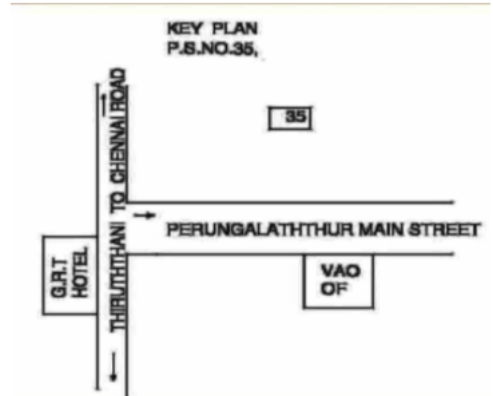 KEY PLAN
P.S.NO.35,
35
THIRUTHTHANI TO CHENNAI ROAD
PERUNGALATHTHUR MAIN STREET
G.R.T
HOTEL
VAO
OF